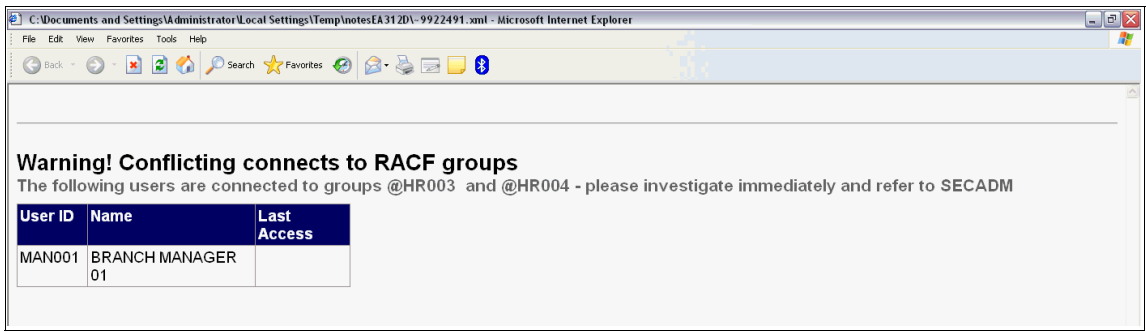 C:\Documents and Settings\Administrator\Local Settings\Temp\notesEA312D\~9922491.xml - Microsoft Internet Explorer
File Edit View Favorites Tools Help
Back Search Favorites
Warning! Conflicting connects to RACF groups
The following users are connected to groups @HR003 and @HR004 - please investigate immediately and refer to SECADM
User ID Name Last
Access
MAN001 BRANCH MANAGER
01